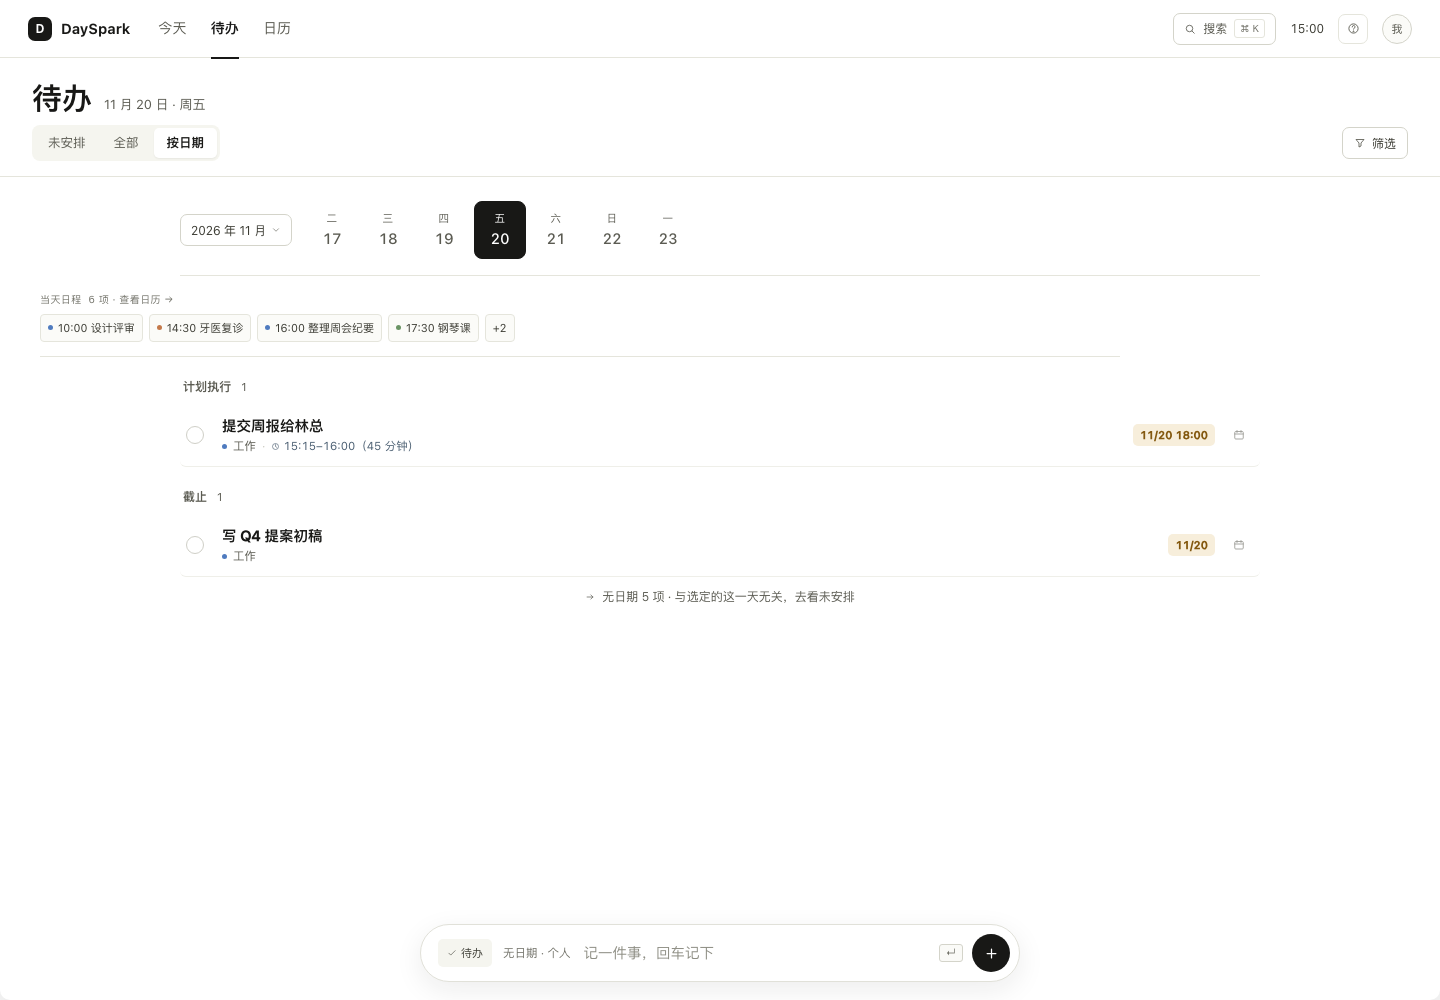 D DaySpark 今天 待办 日历 搜索 ⌘ K 15:00 我
待办 11 月 20 日 · 周五
未安排 全部 按日期 筛选
2026 年 11 月
二 三 四 五 六 日 一
17 18 19 20 21 22 23
当天日程 6 项 · 查看日历 →
10:00 设计评审 14:30 牙医复诊 16:00 整理周会纪要 17:30 钢琴课 +2
计划执行 1
提交周报给林总
工作 · 15:15–16:00（45 分钟） 11/20 18:00
截止 1
写 Q4 提案初稿
工作 11/20
→ 无日期 5 项 · 与选定的这一天无关，去看未安排
待办 无日期 · 个人 记一件事，回车记下